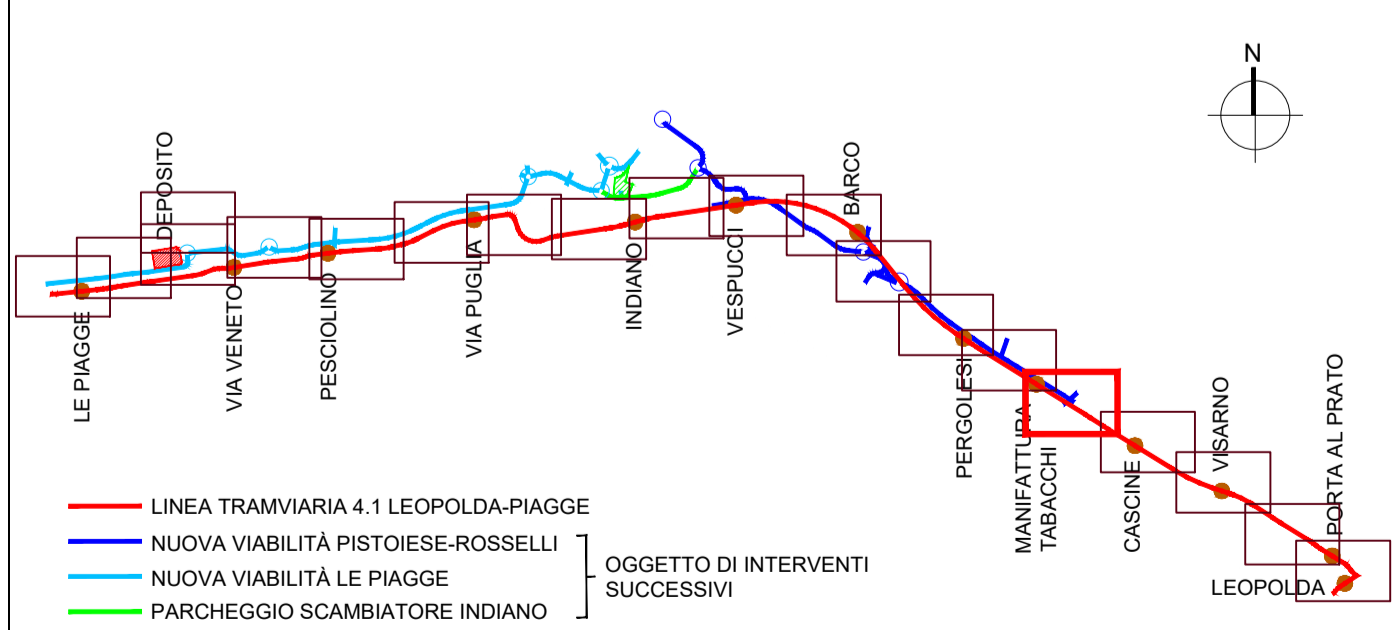 N
DEPOSITO
BARCO
LE PIAGGE
VIA VENETO
PESCIOLINO
VIA PUGLIA
INDIANO
VESPUCCI
PERGOLESI
MANIFATTURA
TABACCHI
CASCINE
VISARNO
PORTA AL PRATO
LEOPOLDA
LINEA TRAMVIARIA 4.1 LEOPOLDA-PIAGGE
NUOVA VIABILITÀ PISTOIESE-ROSSELLI
NUOVA VIABILITÀ LE PIAGGE
PARCHEGGIO SCAMBIATORE INDIANO
OGGETTO DI INTERVENTI
SUCCESSIVI